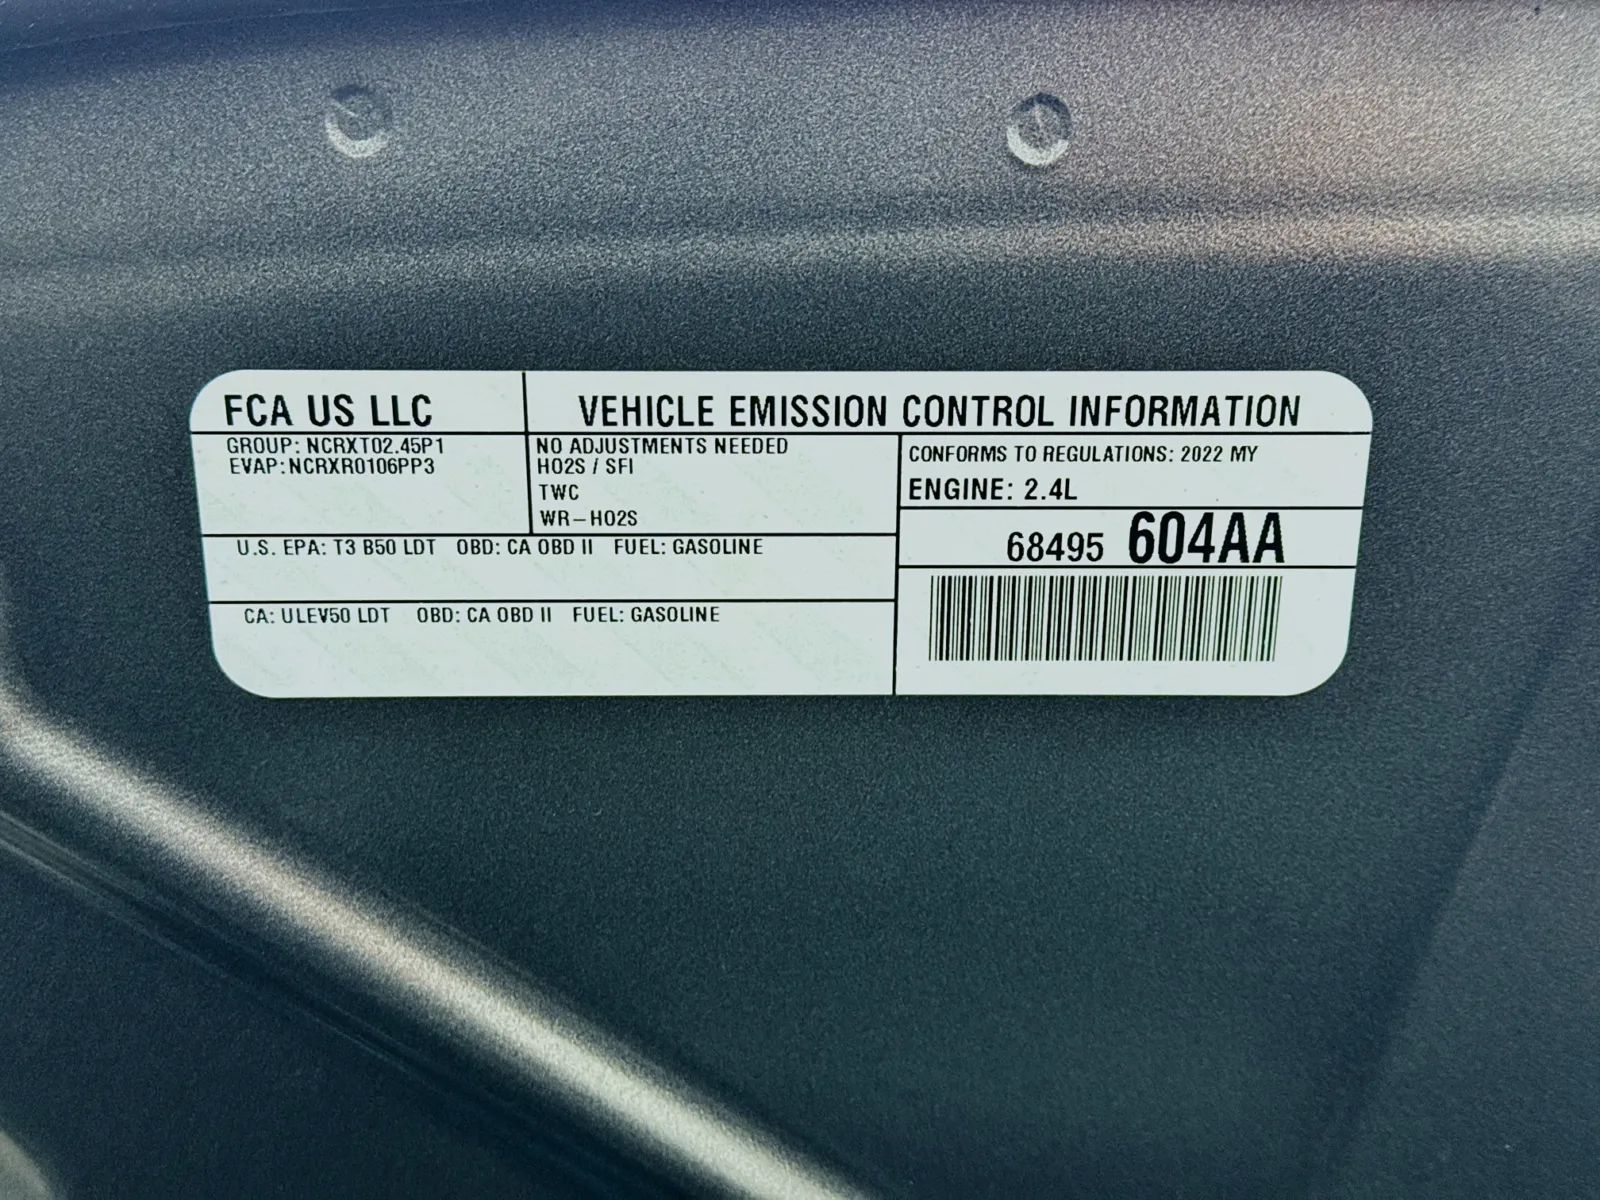 FCA US LLC
VEHICLE EMISSION CONTROL INFORMATION
GROUP: NCRXT02.45P1
EVAP: NCRXR0106PP3
NO ADJUSTMENTS NEEDED
HO2S / SFI
TWC
WR-HO2S
CONFORMS TO REGULATIONS: 2022 MY
ENGINE: 2.4L
68495 604AA
U.S. EPA: T3 B50 LDT OBD: CA OBD II FUEL: GASOLINE
CA: ULEV50 LDT OBD: CA OBD II FUEL: GASOLINE